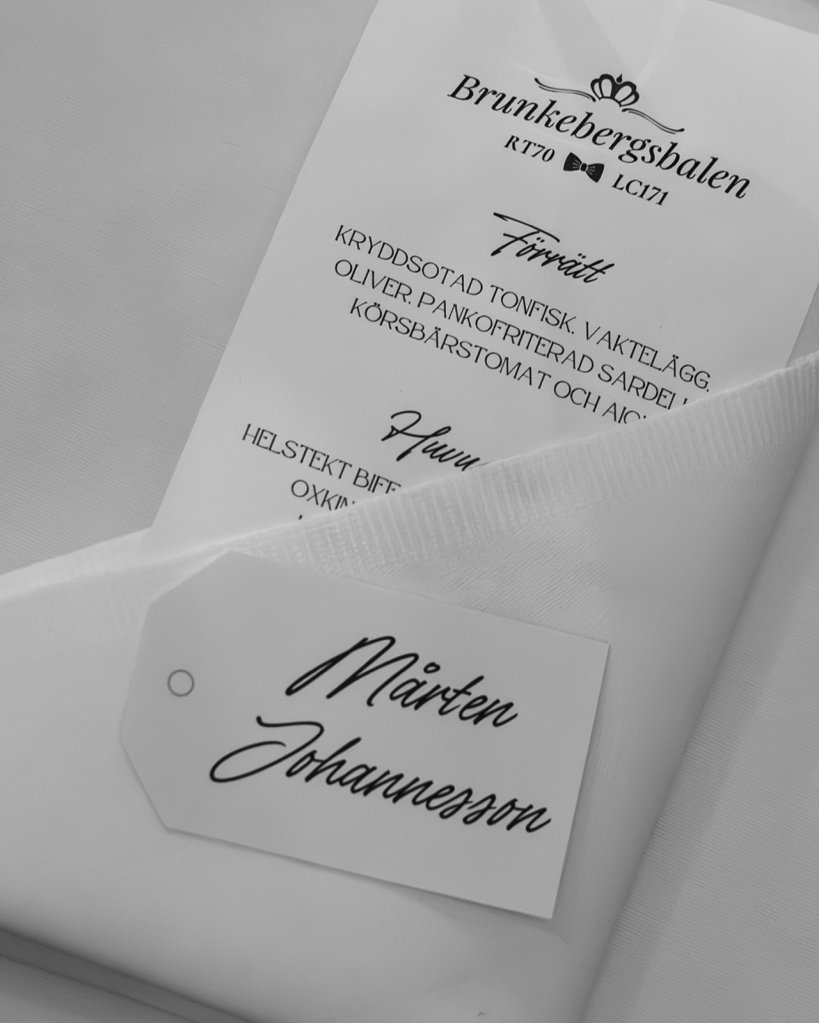 Brunkebergsbalen
RT70 LC171
Förrätt
KRYDDSOTAD TONFISK. VAKTELÄGG.
OLIVER. PANKOFRITERAD
KÖRSBÄRSTOMAT OCH
HELSTEKT
Mårten
Johannesson